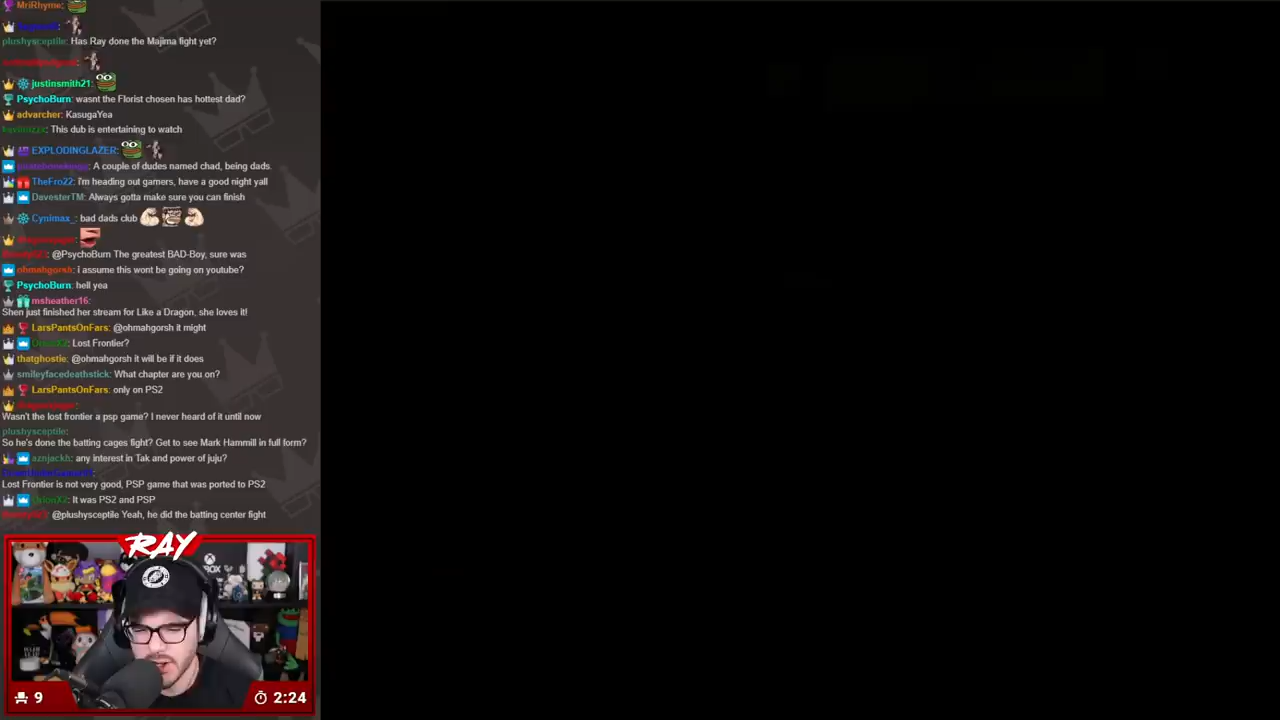 MriRhyme:
plushysceptile: Has Ray done the Majima fight yet?
justinsmith21:
PsychoBurn: wasnt the Florist chosen has hottest dad?
advarcher: KasugaYea
This dub is entertaining to watch
EXPLODINGLAZER:
A couple of dudes named chad, being dads.
TheFro22: i'm heading out gamers, have a good night yall
DavesterTM: Always gotta make sure you can finish
Cynimax_: bad dads club
@PsychoBurn The greatest BAD-Boy, sure was
ohmahgorsh: i assume this wont be going on youtube?
PsychoBurn: hell yea
msheather16:
Shen just finished her stream for Like a Dragon, she loves it!
LarsPantsOnFars: @ohmahgorsh it might
OrionX2: Lost Frontier?
thatghostie: @ohmahgorsh it will be if it does
smileyfacedeathstick: What chapter are you on?
LarsPantsOnFars: only on PS2
Wasn't the lost frontier a psp game? I never heard of it until now
plushysceptile:
So he's done the batting cages fight? Get to see Mark Hammill in full form?
aznjackh: any interest in Tak and power of juju?
Lost Frontier is not very good, PSP game that was ported to PS2
OrionX2: It was PS2 and PSP
@plushysceptile Yeah, he did the batting center fight
RAY
XBOX
9
2:24